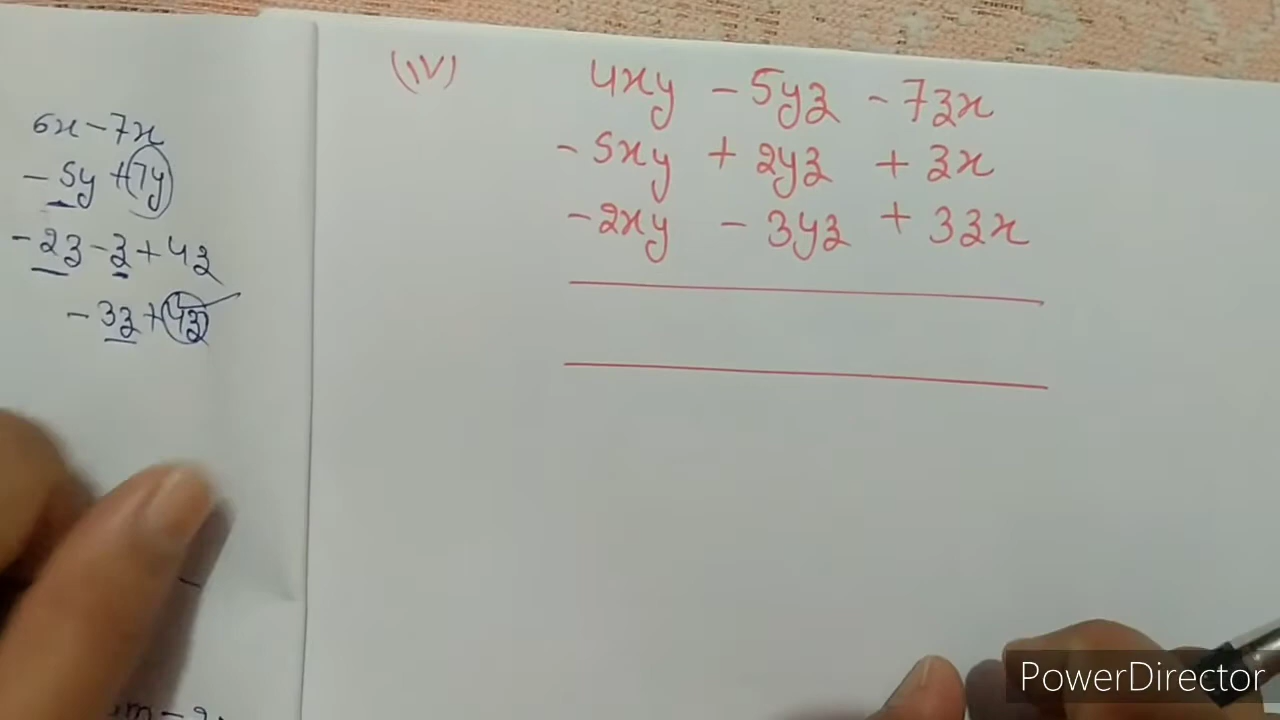 6x - 7x
- 5y + 7y
- 2z - z + 4z
- 3z + 4z
(iv)
4xy - 5yz - 7zx
- 5xy + 2yz + zx
- 2xy - 3yz + 3zx
PowerDirector